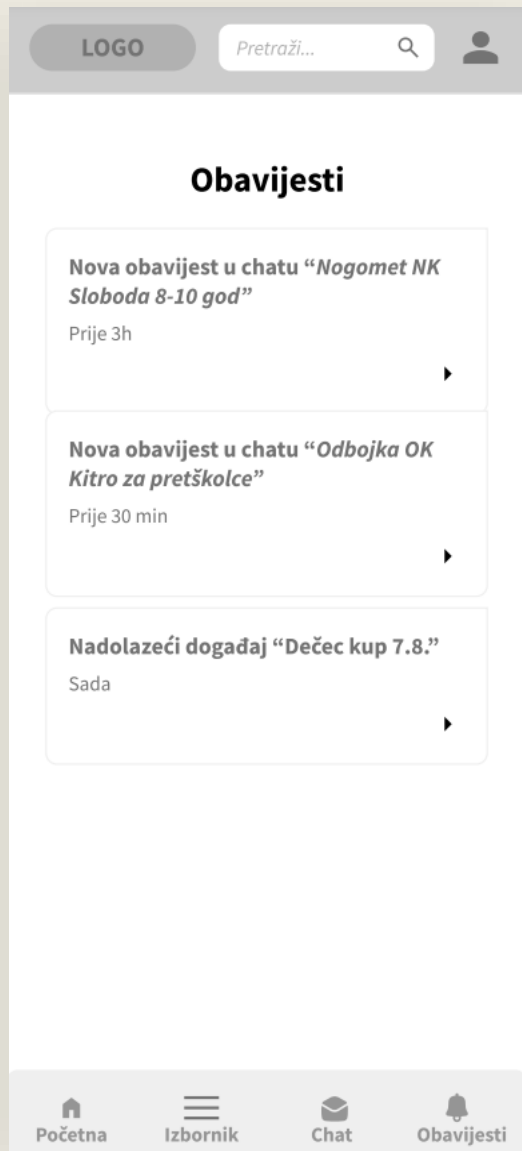 LOGO
Pretraži...
Obavijesti
Nova obavijest u chatu “Nogomet NK
Sloboda 8-10 god”
Prije 3h
Nova obavijest u chatu “Odbojka OK
Kitro za pretškolce”
Prije 30 min
Nadolazeći događaj “Dečec kup 7.8.”
Sada
Početna
Izbornik
Chat
Obavijesti